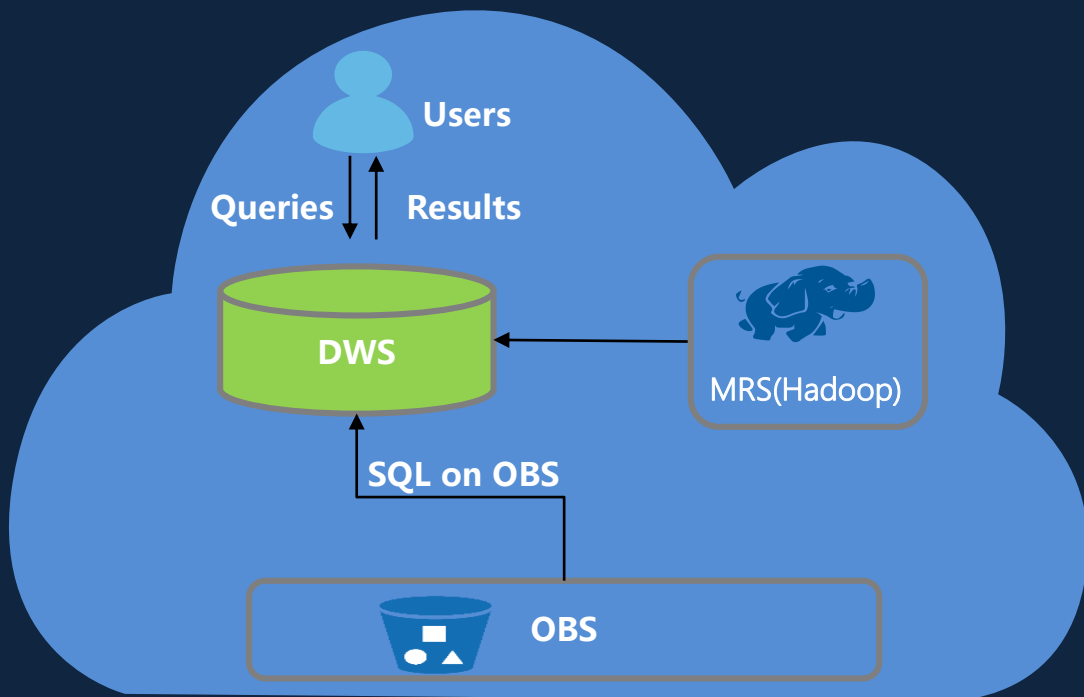 Users
Queries
Results
DWS
MRS(Hadoop)
SQL on OBS
OBS